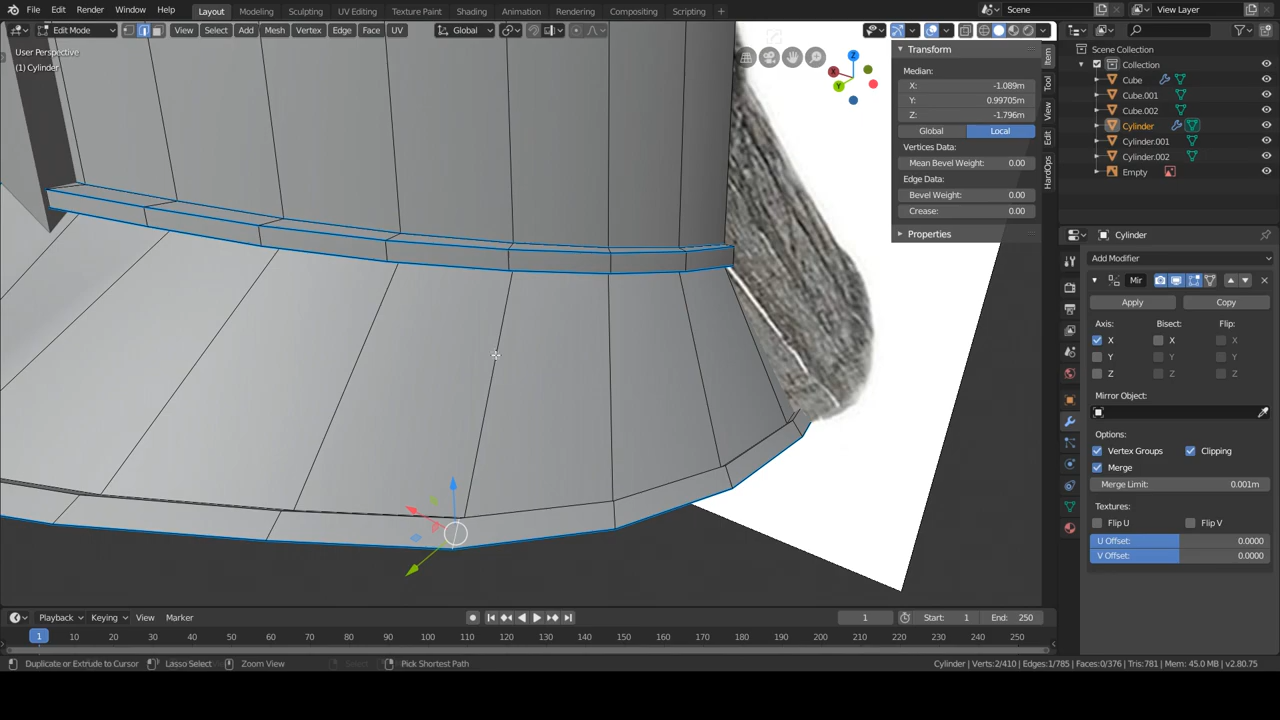 File Edit Render Window Help Layout Modeling Sculpting UV Editing Texture Paint Shading Animation Rendering Compositing Scripting Scene View Layer
Edit Mode View Select Add Mesh Vertex Edge Face UV Global
User Perspective
(1) Cylinder
Transform
Median:
X: -1.089m
Y: 0.99705m
Z: -1.796m
Global Local
Vertices Data:
Mean Bevel Weight: 0.00
Edge Data:
Bevel Weight: 0.00
Crease: 0.00
Properties
Item
Tool
View
Edit
HardOps
Z
X
Y
Scene Collection
Collection
Cube
Cube.001
Cube.002
Cylinder
Cylinder.001
Cylinder.002
Empty
Cylinder
Add Modifier
Mir
Apply Copy
Axis: Bisect: Flip:
X X X
Y Y Y
Z Z Z
Mirror Object:
Options:
Vertex Groups Clipping
Merge
Merge Limit: 0.001m
Textures:
Flip U Flip V
U Offset: 0.0000
V Offset: 0.0000
Playback Keying View Marker 1 Start: 1 End: 250
1 10 20 30 40 50 60 70 80 90 100 110 120 130 140 150 160 170 180 190 200 210 220 230 240 250
Duplicate or Extrude to Cursor Lasso Select Zoom View Select Pick Shortest Path Cylinder | Verts:2/410 | Edges:1/785 | Faces:0/376 | Tris:781 | Mem: 45.0 MB | v2.80.75